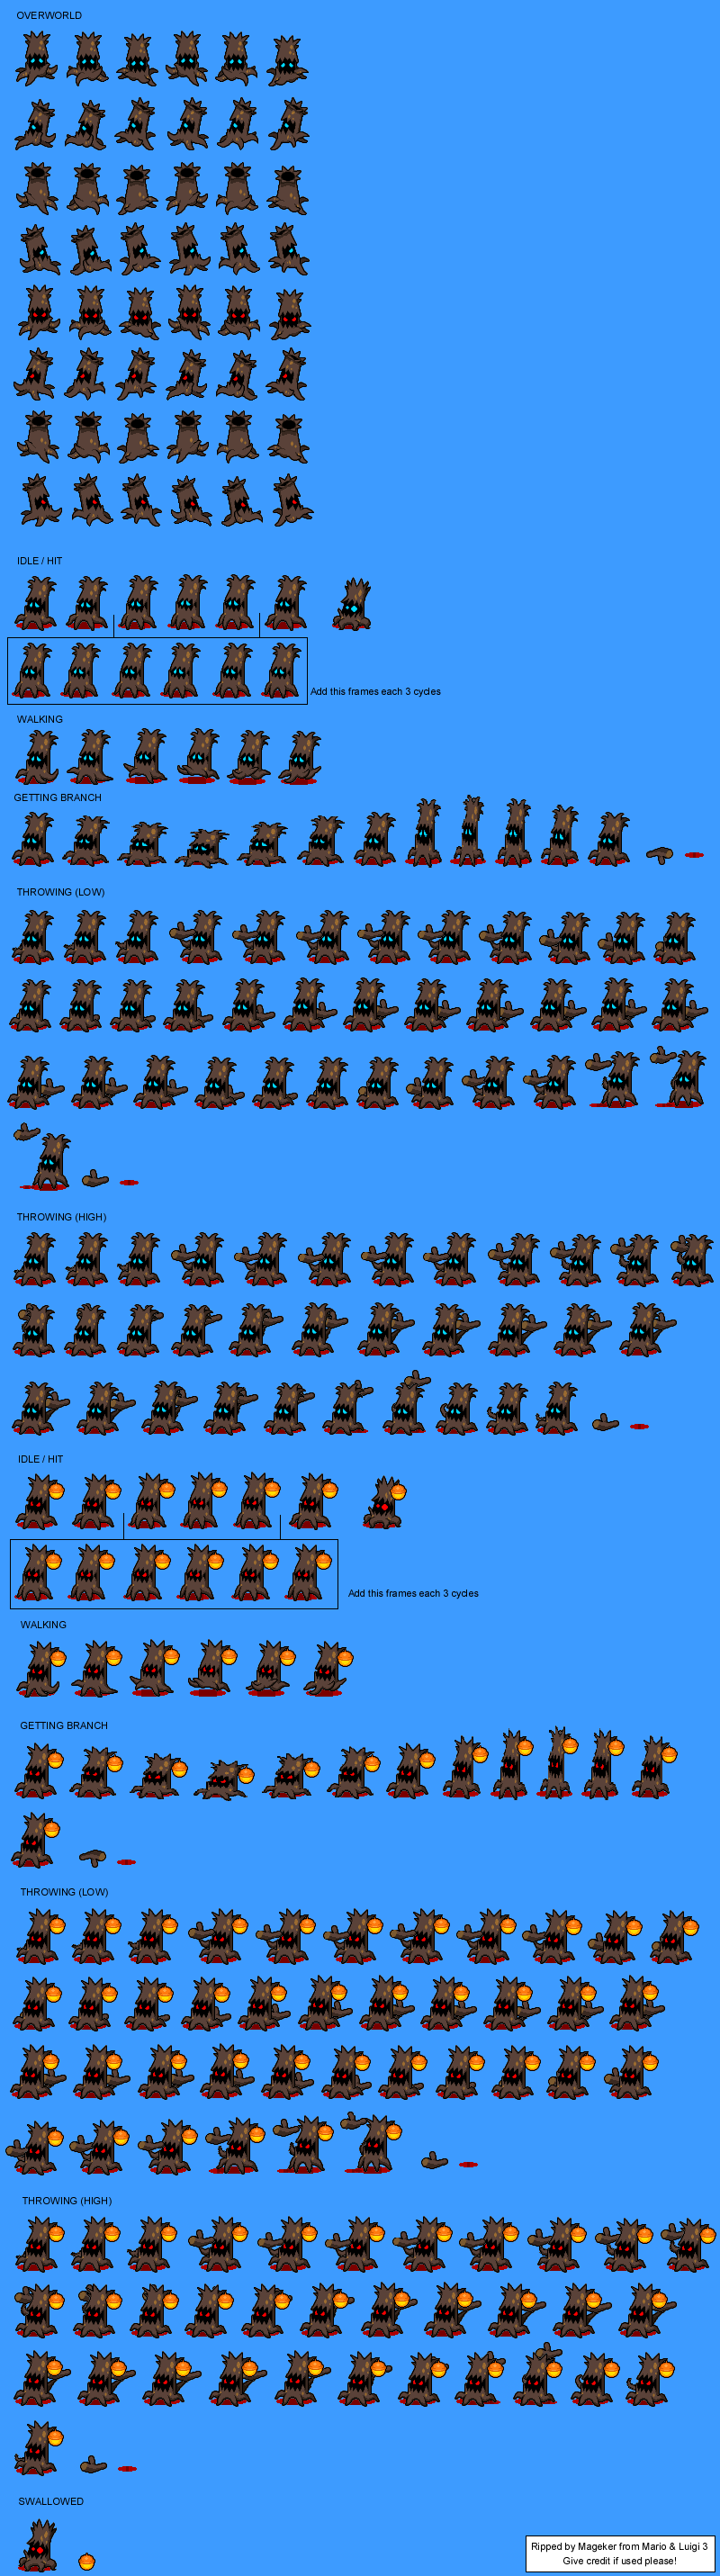 OVERWORLD
IDLE / HIT
Add this frames each 3 cycles
WALKING
GETTING BRANCH
THROWING (LOW)
THROWING (HIGH)
IDLE / HIT
Add this frames each 3 cycles
WALKING
GETTING BRANCH
THROWING (LOW)
THROWING (HIGH)
SWALLOWED
Ripped by Mageker from Mario & Luigi 3
Give credit if used please!